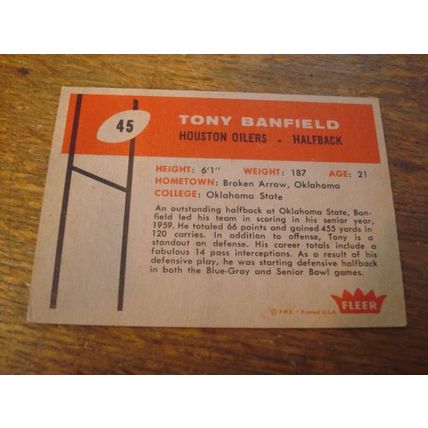 45
TONY BANFIELD
HOUSTON OILERS • HALFBACK
HEIGHT: 6'1" WEIGHT: 187 AGE: 21
HOMETOWN: Broken Arrow, Oklahoma
COLLEGE: Oklahoma State
An outstanding halfback at Oklahoma State, Ban-
field led his team in scoring in his senior year,
1959. He totaled 66 points and gained 455 yards in
120 carries. In addition to offense, Tony is a
standout on defense. His career totals include a
fabulous 14 pass interceptions. As a result of his
defensive play, he was starting defensive halfback
in both the Blue-Gray and Senior Bowl games.
FLEER
© F.H.F. • Printed U.S.A.